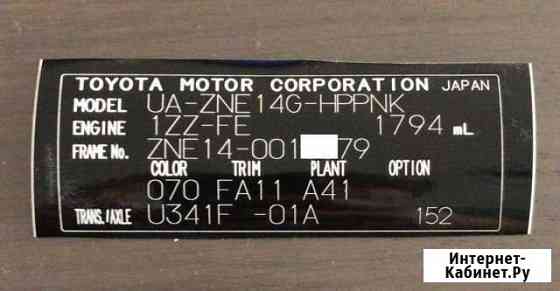 TOYOTA MOTOR CORPORATION JAPAN
MODEL UA-ZNE14G-HPPNK
ENGINE 1ZZ-FE 1794 mL
FRAME No. ZNE14-001 79
COLOR TRIM PLANT OPTION
070 FA11 A41
TRANS./AXLE U341F -01A 152
Интернет-
Кабинет.Ру